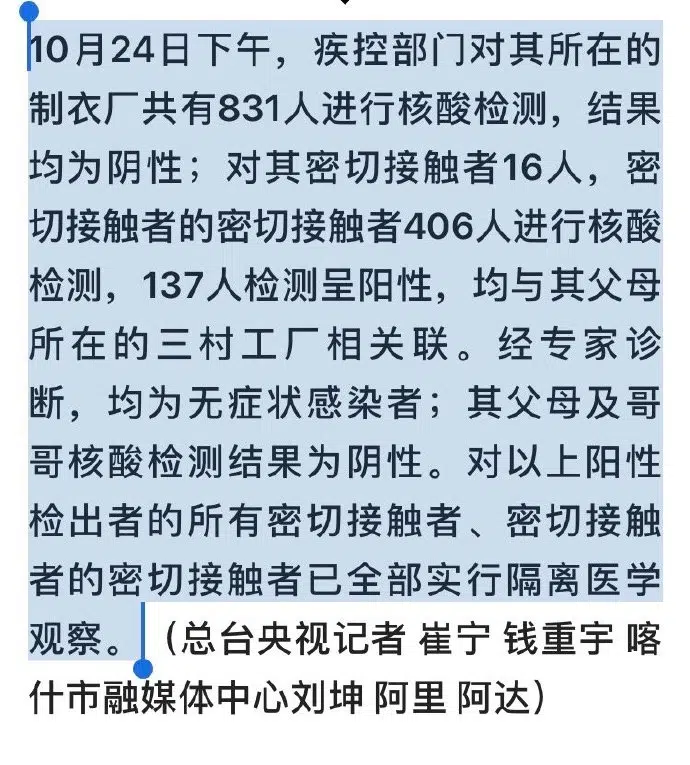 10月24日下午，疾控部门对其所在的
制衣厂共有831人进行核酸检测，结果
均为阴性；对其密切接触者16人，密
切接触者的密切接触者406人进行核酸
检测，137人检测呈阳性，均与其父母
所在的三村工厂相关联。经专家诊
断，均为无症状感染者；其父母及哥
哥核酸检测结果为阴性。对以上阳性
检出者的所有密切接触者、密切接触
者的密切接触者已全部实行隔离医学
观察。（总台央视记者 崔宁 钱重宇 喀
什市融媒体中心刘坤 阿里 阿达）